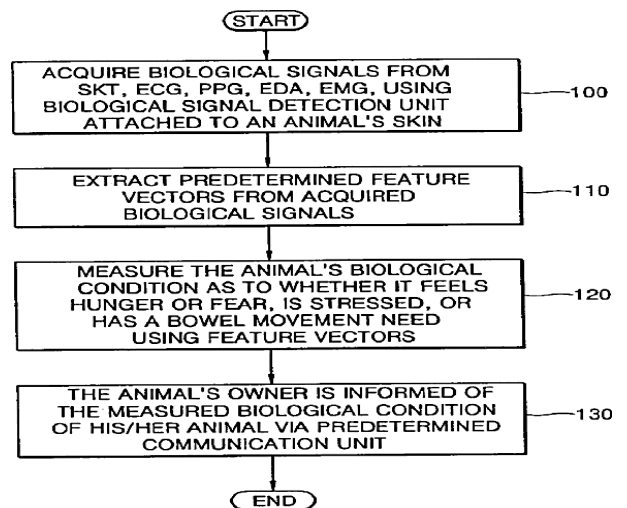 START
ACQUIRE BIOLOGICAL SIGNALS FROM
SKT, ECG, PPG, EDA, EMG, USING
BIOLOGICAL SIGNAL DETECTION UNIT
ATTACHED TO AN ANIMAL'S SKIN
100
EXTRACT PREDETERMINED FEATURE
VECTORS FROM ACQUIRED
BIOLOGICAL SIGNALS
110
MEASURE THE ANIMAL'S BIOLOGICAL
CONDITION AS TO WHETHER IT FEELS
HUNGER OR FEAR, IS STRESSED, OR
HAS A BOWEL MOVEMENT NEED
USING FEATURE VECTORS
120
THE ANIMAL'S OWNER IS INFORMED OF
THE MEASURED BIOLOGICAL CONDITION
OF HIS/HER ANIMAL VIA PREDETERMINED
COMMUNICATION UNIT
130
END